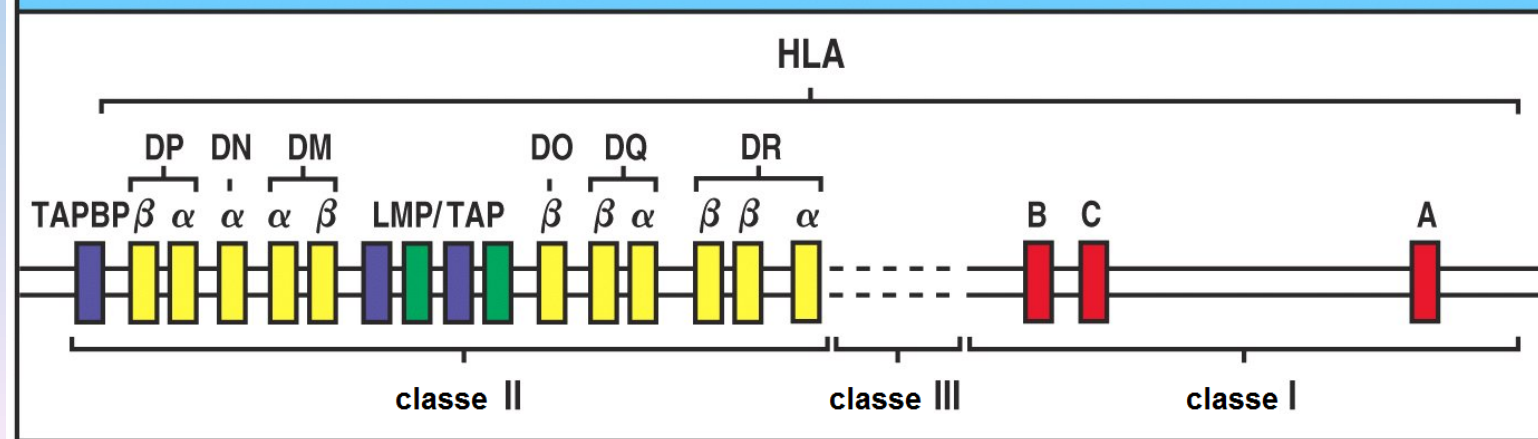 HLA
DP DN DM DO DQ DR
TAPBP β α α α β LMP/TAP β β α β β α B C A
classe II classe III classe I